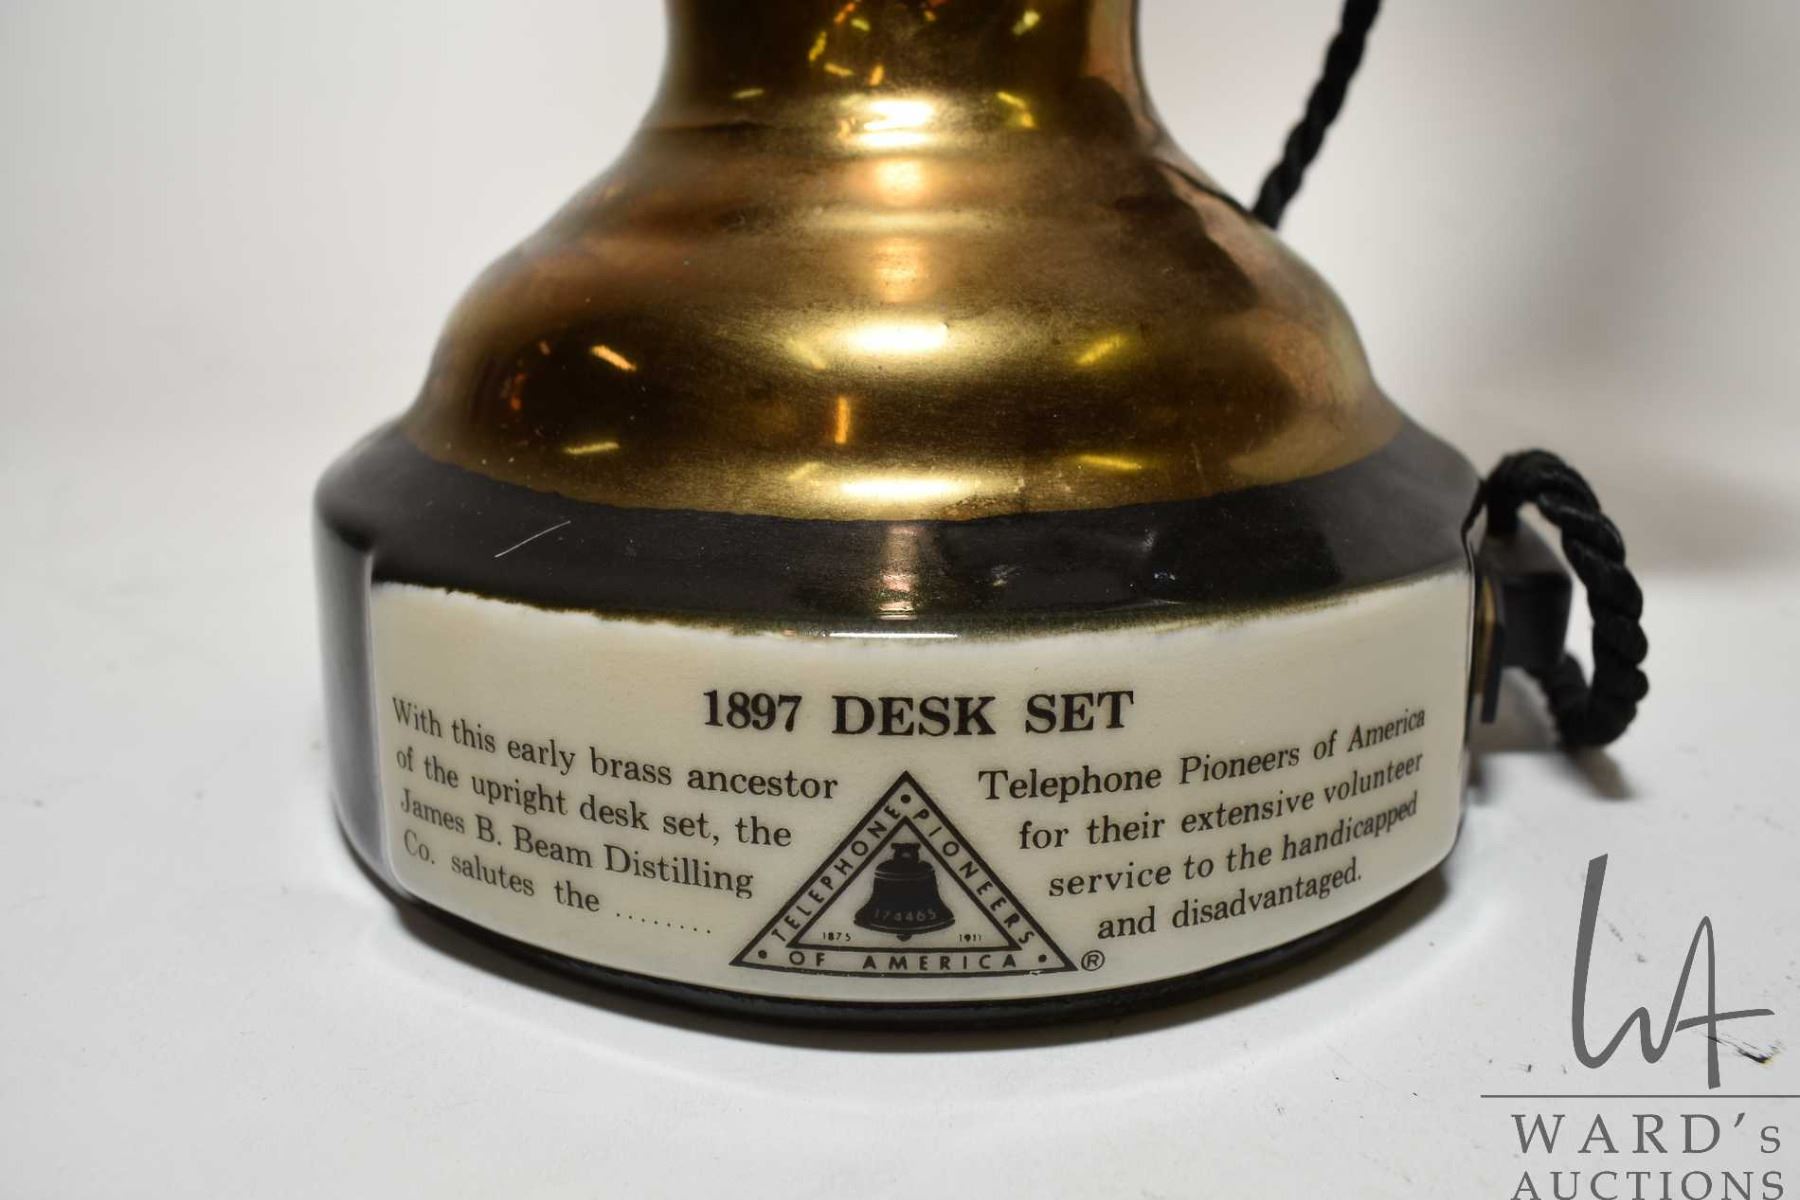 1897 DESK SET
With this early brass ancestor
of the upright desk set, the
James B. Beam Distilling
Co. salutes the ........
TELEPHONE PIONEERS
OF AMERICA
174465
1875 1911
®
Telephone Pioneers of America
for their extensive volunteer
service to the handicapped
and disadvantaged.
WA
WARD's
AUCTIONS